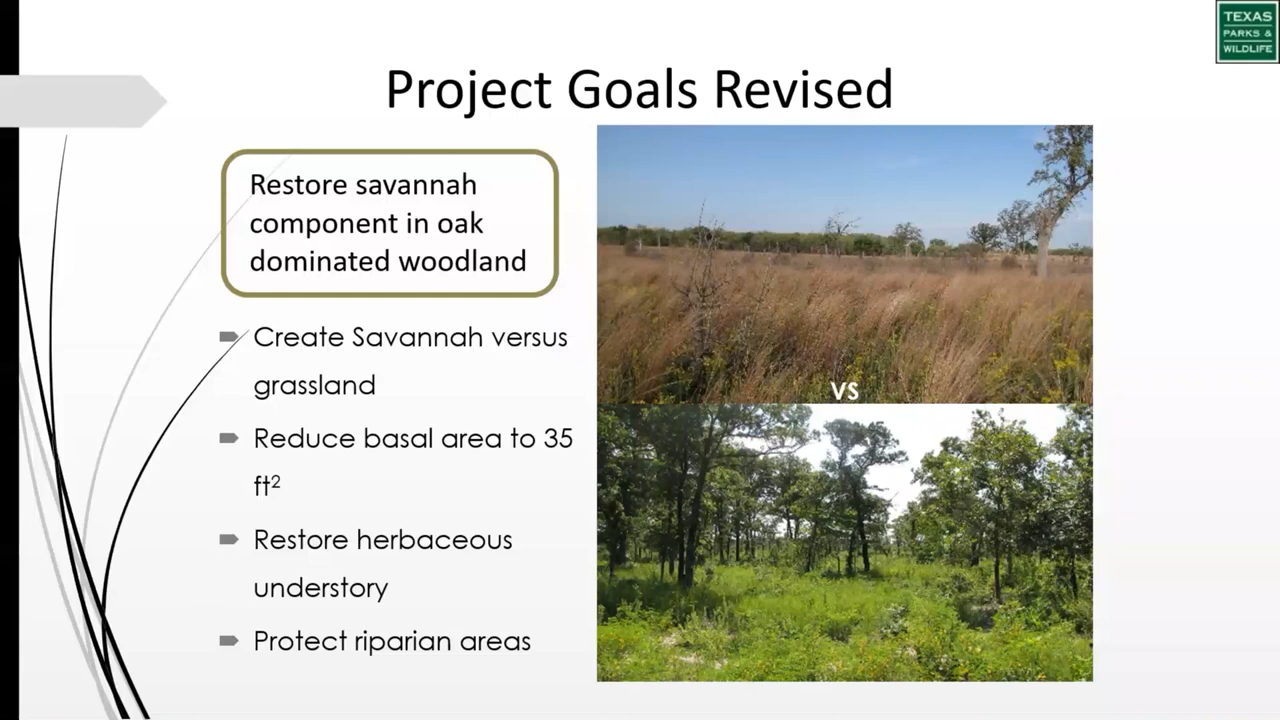 TEXAS
PARKS &
WILDLIFE
Project Goals Revised
Restore savannah
component in oak
dominated woodland
Create Savannah versus
grassland
Reduce basal area to 35
ft²
Restore herbaceous
understory
Protect riparian areas
VS